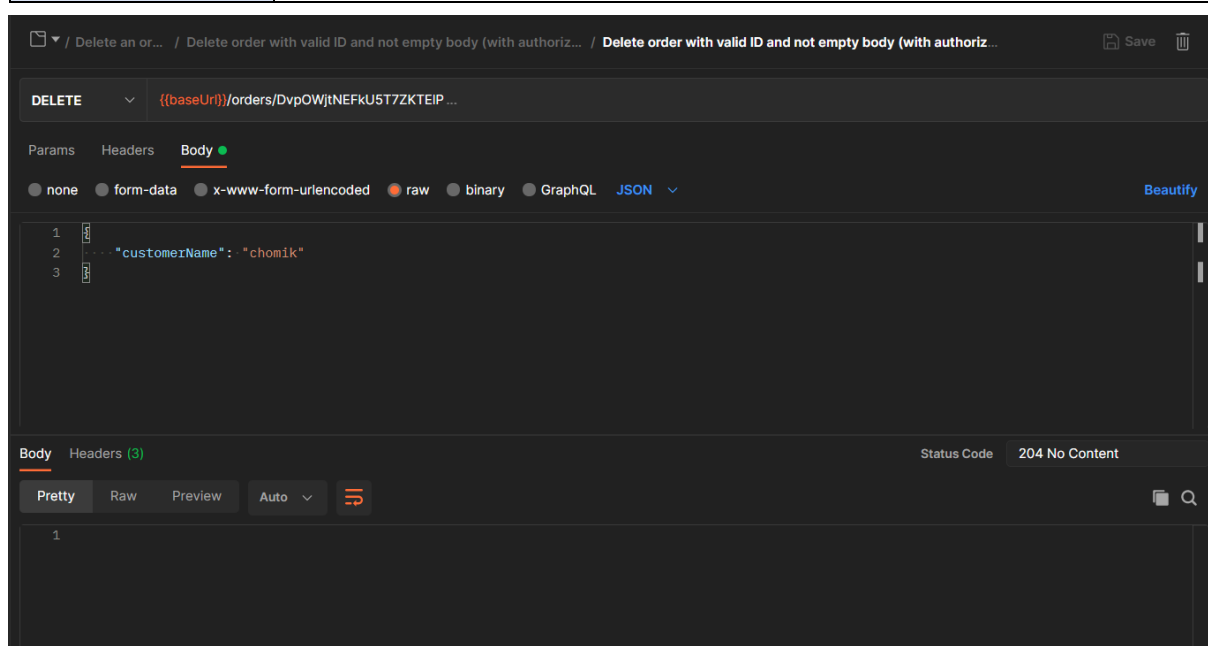 / Delete an or... / Delete order with valid ID and not empty body (with authoriz... / Delete order with valid ID and not empty body (with authoriz...
Save
DELETE {{baseUrl}}/orders/DvpOWjtNEFkU5T7ZKTEIP ...
Params Headers Body
none form-data x-www-form-urlencoded raw binary GraphQL JSON Beautify
1 {
2 ····"customerName":·"chomik"
3 }
Body Headers (3) Status Code 204 No Content
Pretty Raw Preview Auto
1